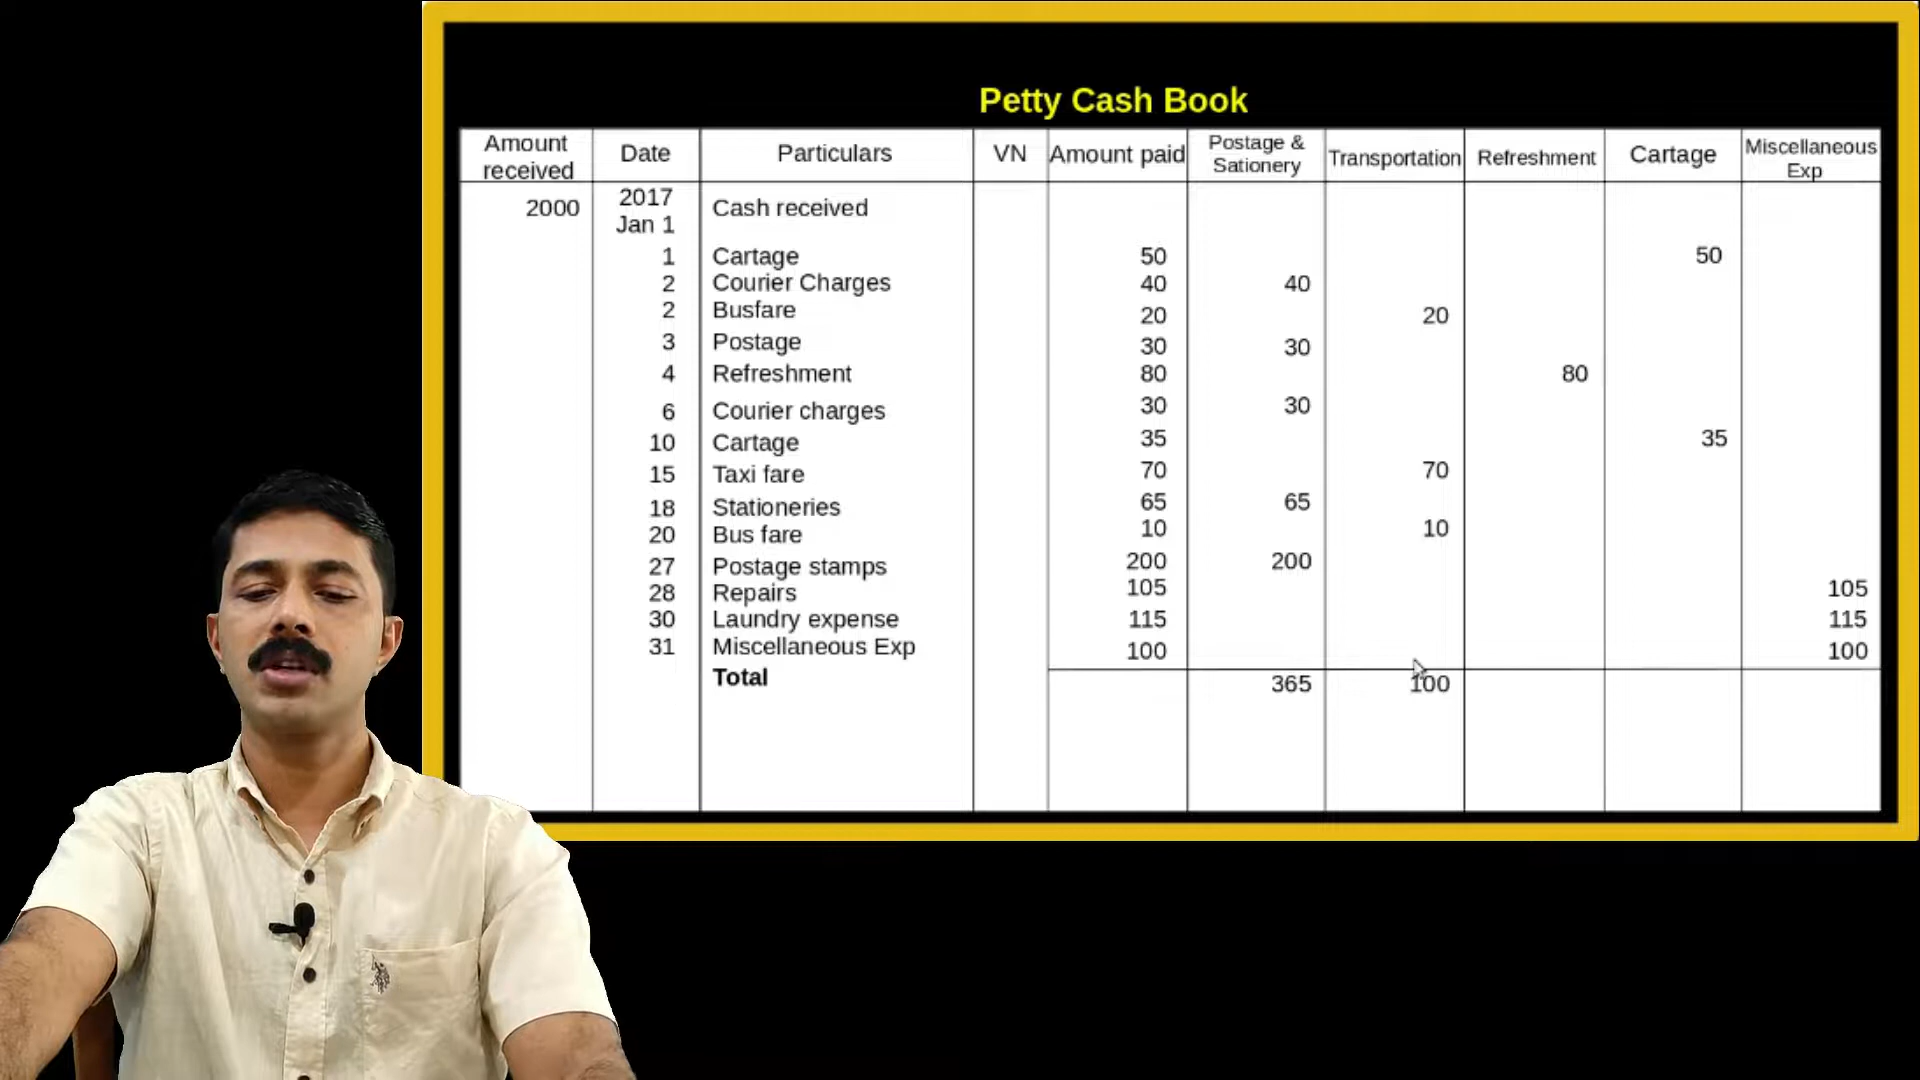 Petty Cash Book
Amount received Date Particulars VN Amount paid Postage & Sationery Transportation Refreshment Cartage Miscellaneous Exp
2000 2017 Jan 1 Cash received
1 Cartage 50 50
2 Courier Charges 40 40
2 Busfare 20 20
3 Postage 30 30
4 Refreshment 80 80
6 Courier charges 30 30
10 Cartage 35 35
15 Taxi fare 70 70
18 Stationeries 65 65
20 Bus fare 10 10
27 Postage stamps 200 200
28 Repairs 105 105
30 Laundry expense 115 115
31 Miscellaneous Exp 100 100
Total 365 100